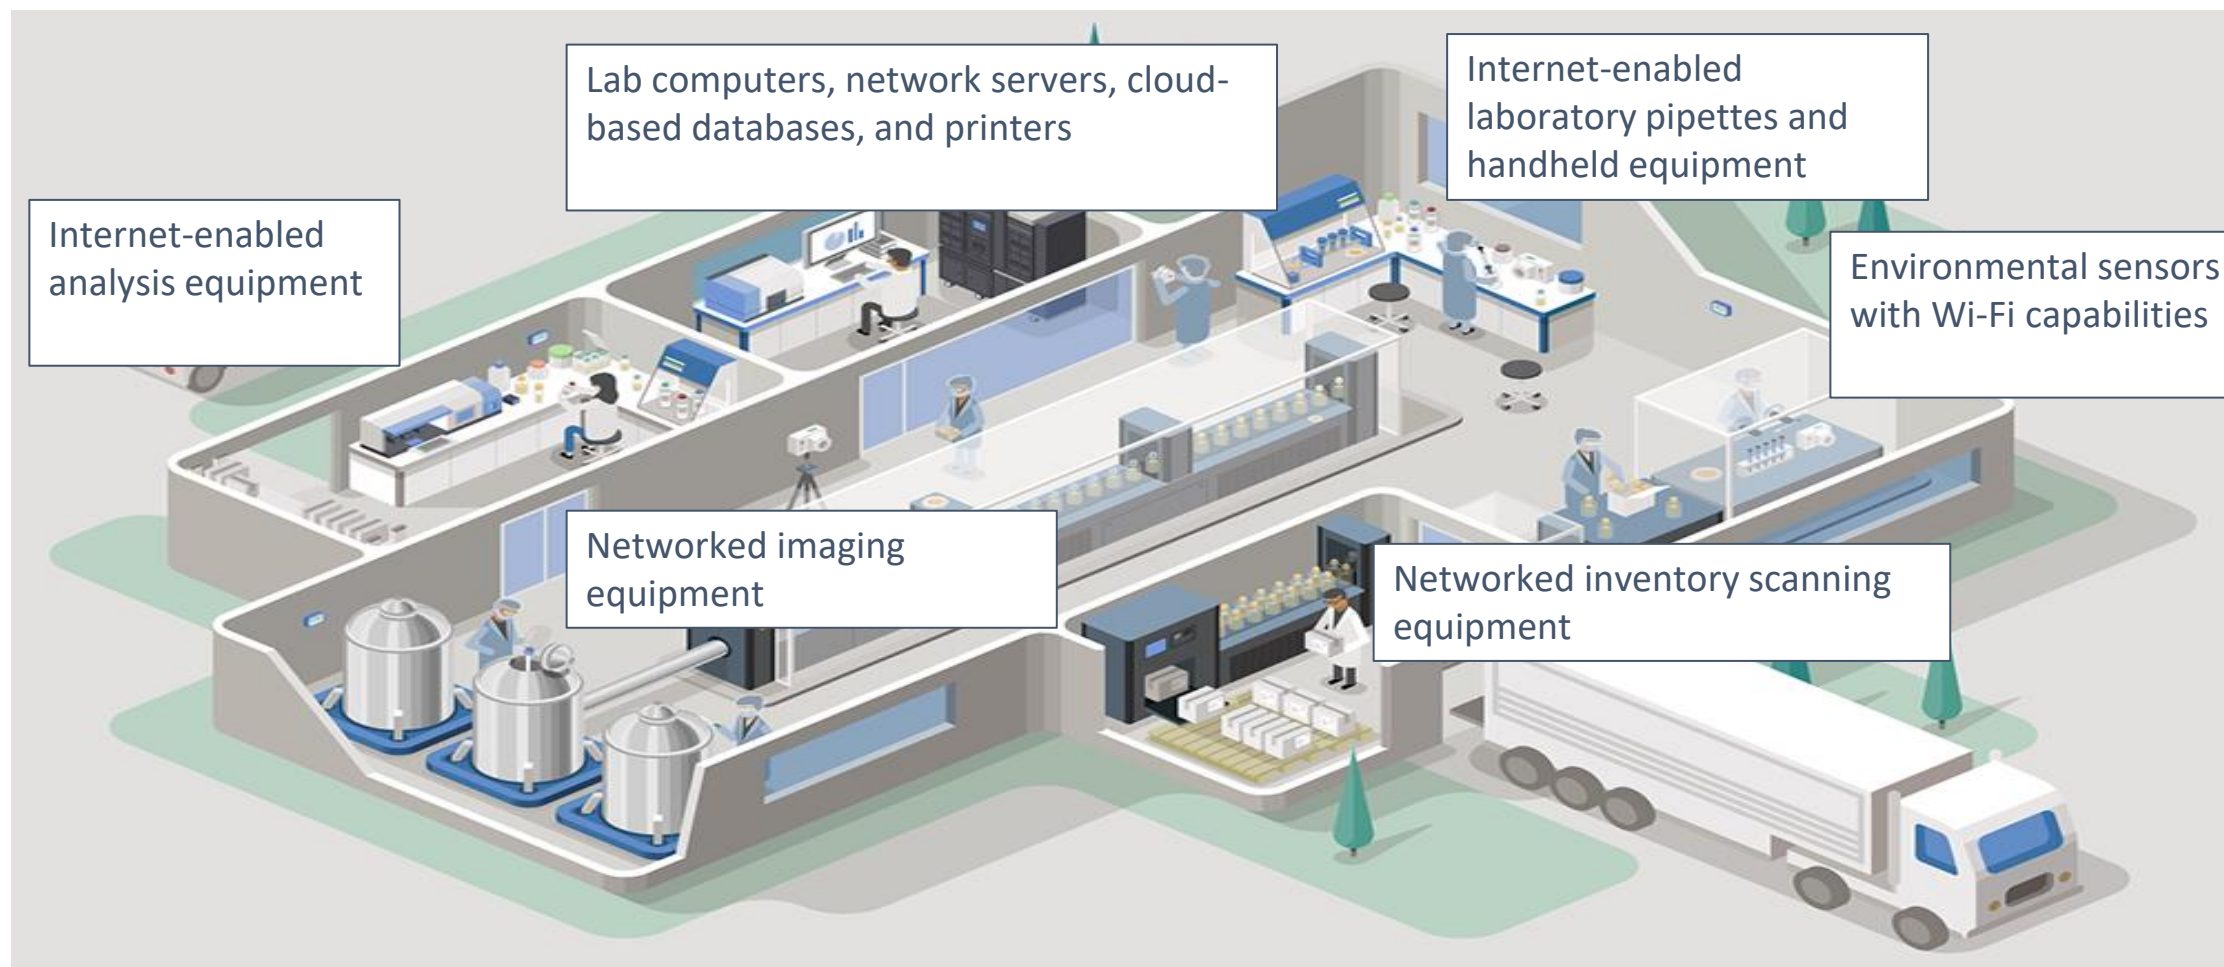 Lab computers, network servers, cloud-
based databases, and printers
Internet-enabled
laboratory pipettes and
handheld equipment
Internet-enabled
analysis equipment
Environmental sensors
with Wi-Fi capabilities
Networked imaging
equipment
Networked inventory scanning
equipment